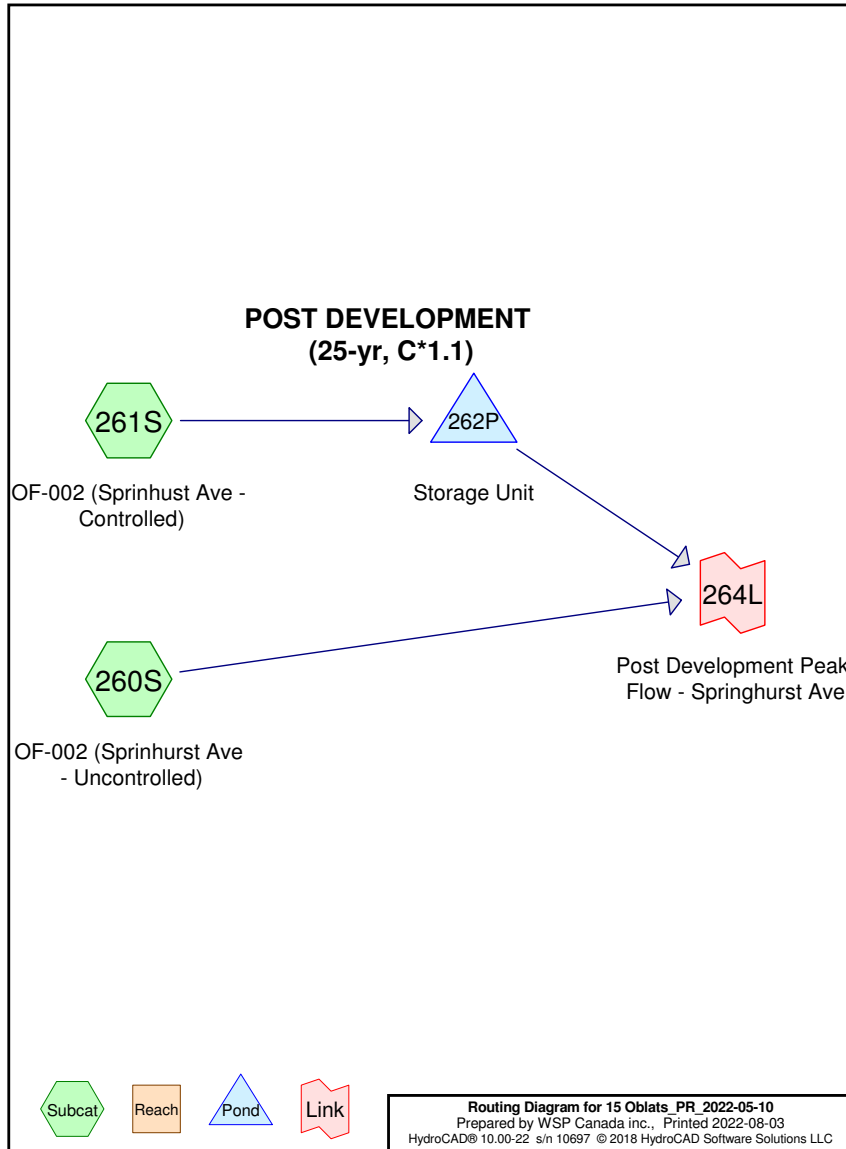 POST DEVELOPMENT
(25-yr, C*1.1)
261S
262P
OF-002 (Sprinhust Ave -
Controlled)
Storage Unit
264L
260S
Post Development Peak
Flow - Springhurst Ave
OF-002 (Sprinhurst Ave
- Uncontrolled)
Subcat
Reach
Pond
Link
Routing Diagram for 15 Oblats_PR_2022-05-10
Prepared by WSP Canada inc., Printed 2022-08-03
HydroCAD® 10.00-22 s/n 10697 © 2018 HydroCAD Software Solutions LLC